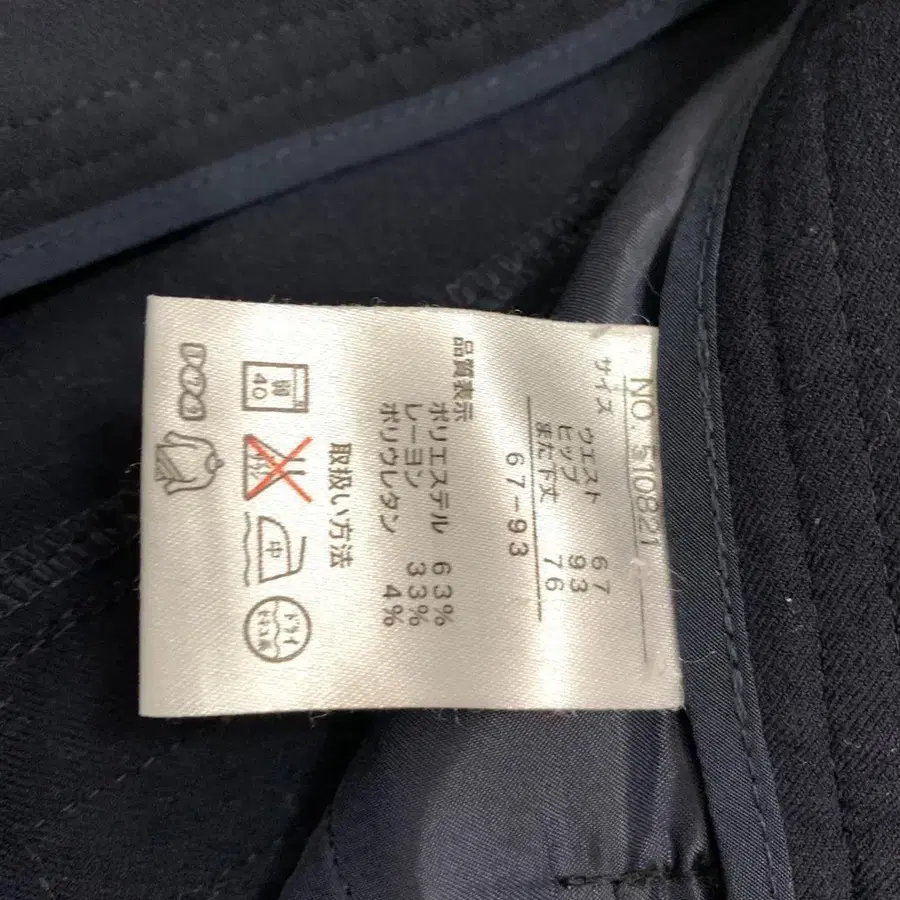 NO. 510821
サイズ
ウエスト 67
ヒップ 93
また下丈 76
67-93
品質表示
ポリエステル 63%
レーヨン 33%
ポリウレタン 4%
取扱い方法
40
中
ドライ